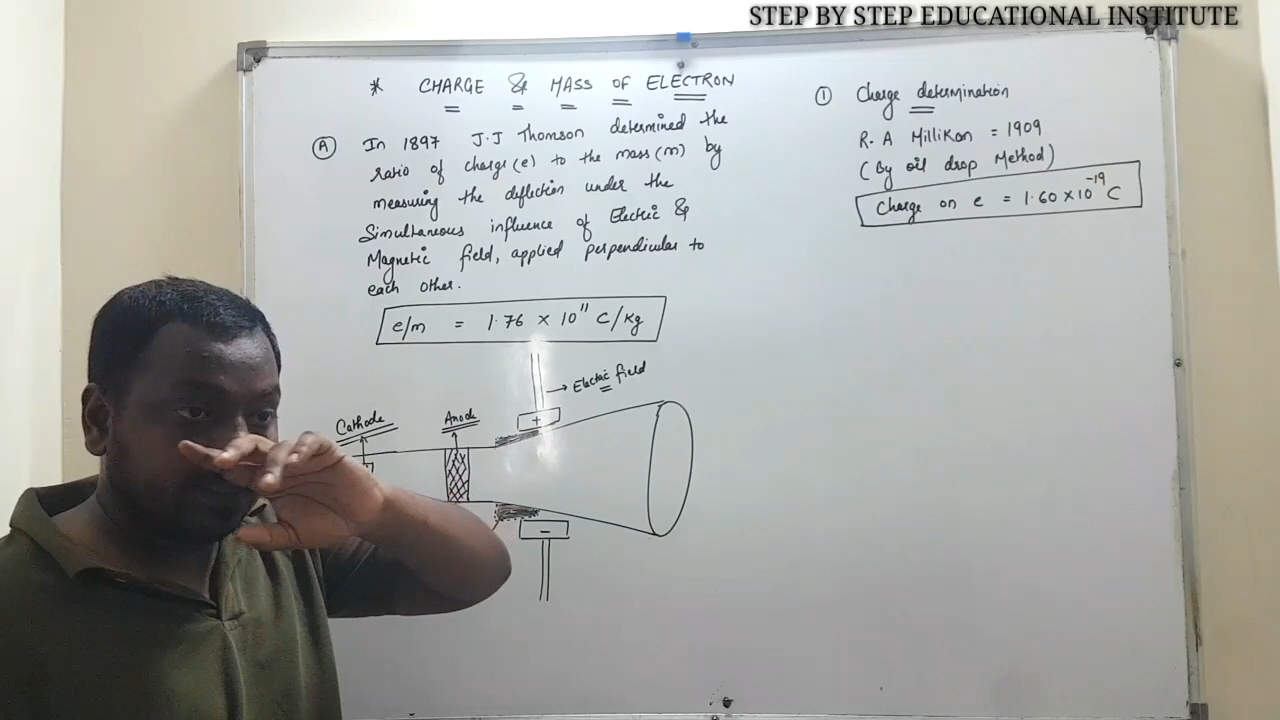 STEP BY STEP EDUCATIONAL INSTITUTE
* CHARGE & MASS OF ELECTRON
Ⓐ In 1897 J.J Thomson determined the
ratio of charge(e) to the mass(m) by
measuring the deflection under the
Simultaneous influence of Electric &
Magnetic field, applied perpendicular to
each other.
e/m = 1.76 × 10¹¹ C/kg
Electric field
Cathode
Anode
+
-
① Charge determination
R. A Millikan = 1909
(By oil drop Method)
Charge on e = 1.60 × 10⁻¹⁹ C